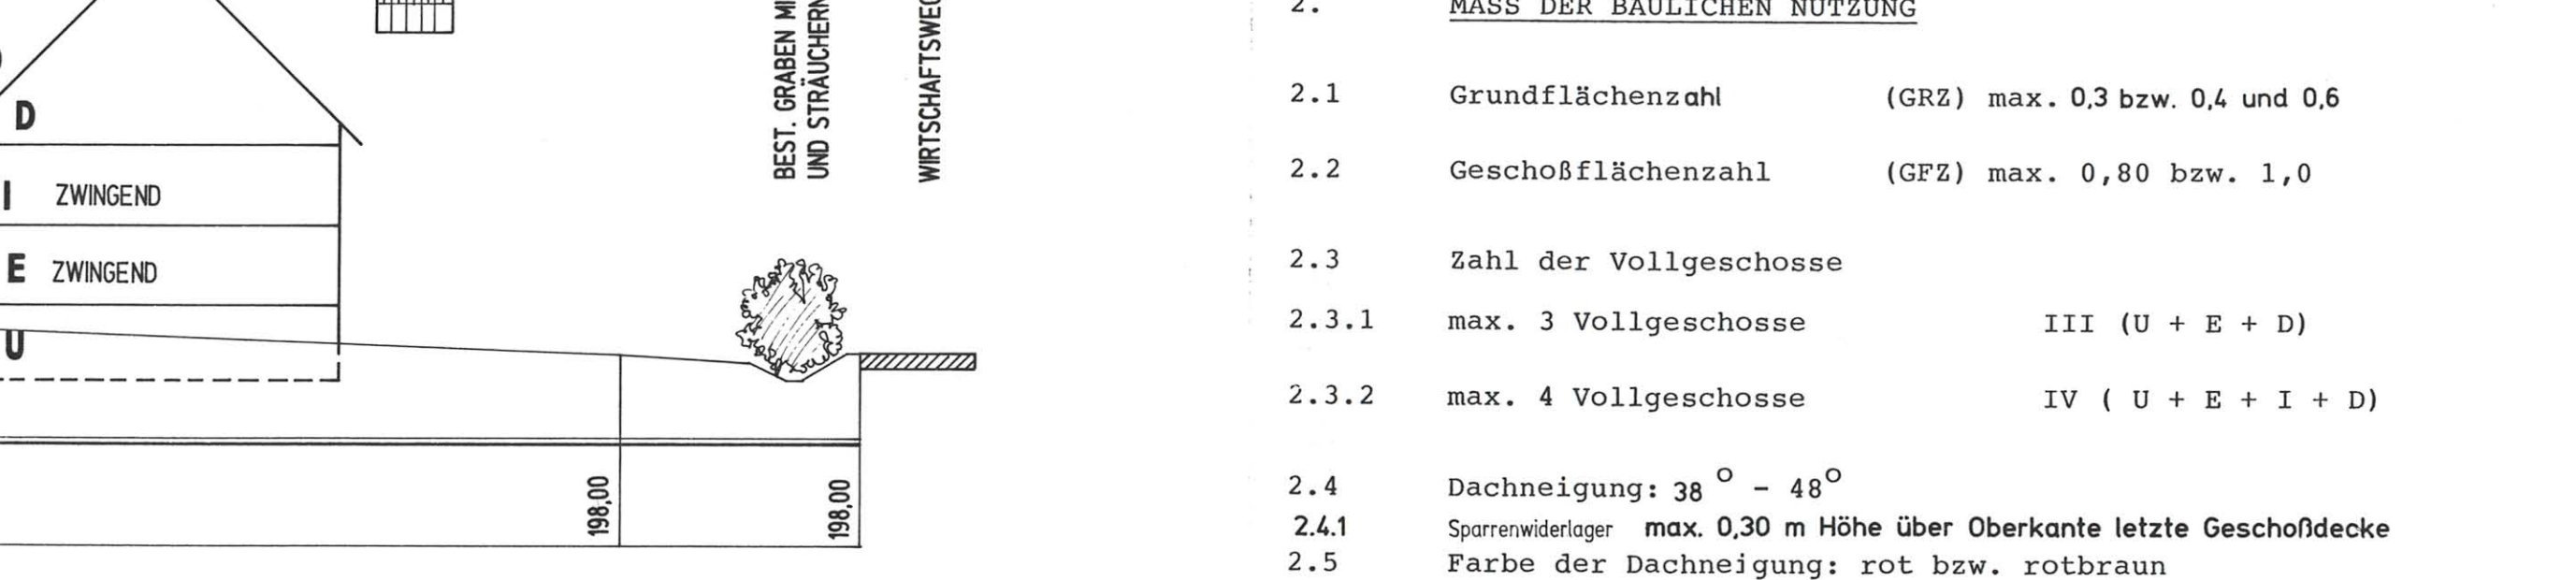 D
I ZWINGEND
E ZWINGEND
U
BEST. GRABEN
UND STRÄUCHERN
WIRTSCHAFTSWEG
198,00
198,00
2. MASS DER BAULICHEN NUTZUNG
2.1 Grundflächenzahl (GRZ) max. 0,3 bzw. 0,4 und 0,6
2.2 Geschoßflächenzahl (GFZ) max. 0,80 bzw. 1,0
2.3 Zahl der Vollgeschosse
2.3.1 max. 3 Vollgeschosse III (U + E + D)
2.3.2 max. 4 Vollgeschosse IV ( U + E + I + D)
2.4 Dachneigung: 38 ° - 48°
2.4.1 Sparrenwiderlager max. 0,30 m Höhe über Oberkante letzte Geschoßdecke
2.5 Farbe der Dachneigung: rot bzw. rotbraun